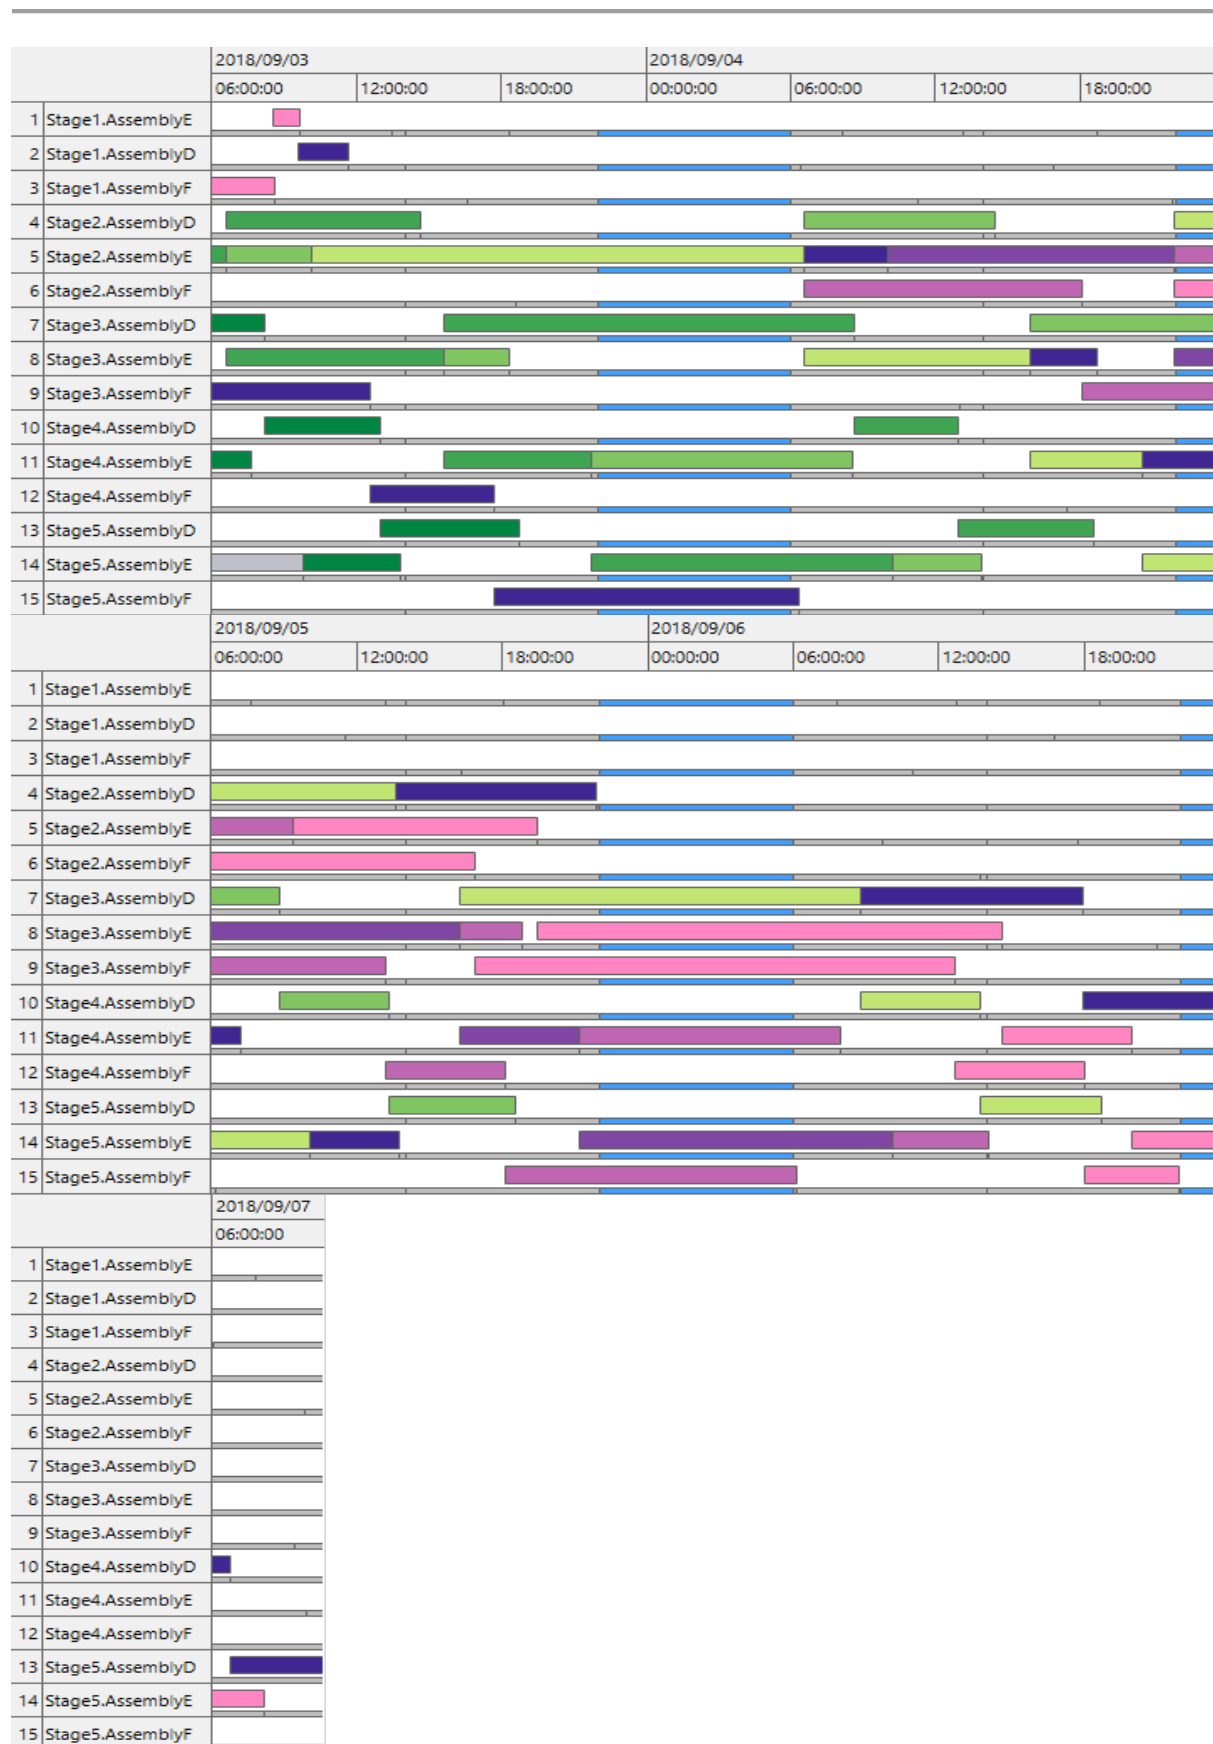 2018/09/03 2018/09/04
06:00:00 12:00:00 18:00:00 00:00:00 06:00:00 12:00:00 18:00:00
1 Stage1.AssemblyE
2 Stage1.AssemblyD
3 Stage1.AssemblyF
4 Stage2.AssemblyD
5 Stage2.AssemblyE
6 Stage2.AssemblyF
7 Stage3.AssemblyD
8 Stage3.AssemblyE
9 Stage3.AssemblyF
10 Stage4.AssemblyD
11 Stage4.AssemblyE
12 Stage4.AssemblyF
13 Stage5.AssemblyD
14 Stage5.AssemblyE
15 Stage5.AssemblyF
2018/09/05 2018/09/06
06:00:00 12:00:00 18:00:00 00:00:00 06:00:00 12:00:00 18:00:00
1 Stage1.AssemblyE
2 Stage1.AssemblyD
3 Stage1.AssemblyF
4 Stage2.AssemblyD
5 Stage2.AssemblyE
6 Stage2.AssemblyF
7 Stage3.AssemblyD
8 Stage3.AssemblyE
9 Stage3.AssemblyF
10 Stage4.AssemblyD
11 Stage4.AssemblyE
12 Stage4.AssemblyF
13 Stage5.AssemblyD
14 Stage5.AssemblyE
15 Stage5.AssemblyF
2018/09/07
06:00:00
1 Stage1.AssemblyE
2 Stage1.AssemblyD
3 Stage1.AssemblyF
4 Stage2.AssemblyD
5 Stage2.AssemblyE
6 Stage2.AssemblyF
7 Stage3.AssemblyD
8 Stage3.AssemblyE
9 Stage3.AssemblyF
10 Stage4.AssemblyD
11 Stage4.AssemblyE
12 Stage4.AssemblyF
13 Stage5.AssemblyD
14 Stage5.AssemblyE
15 Stage5.AssemblyF